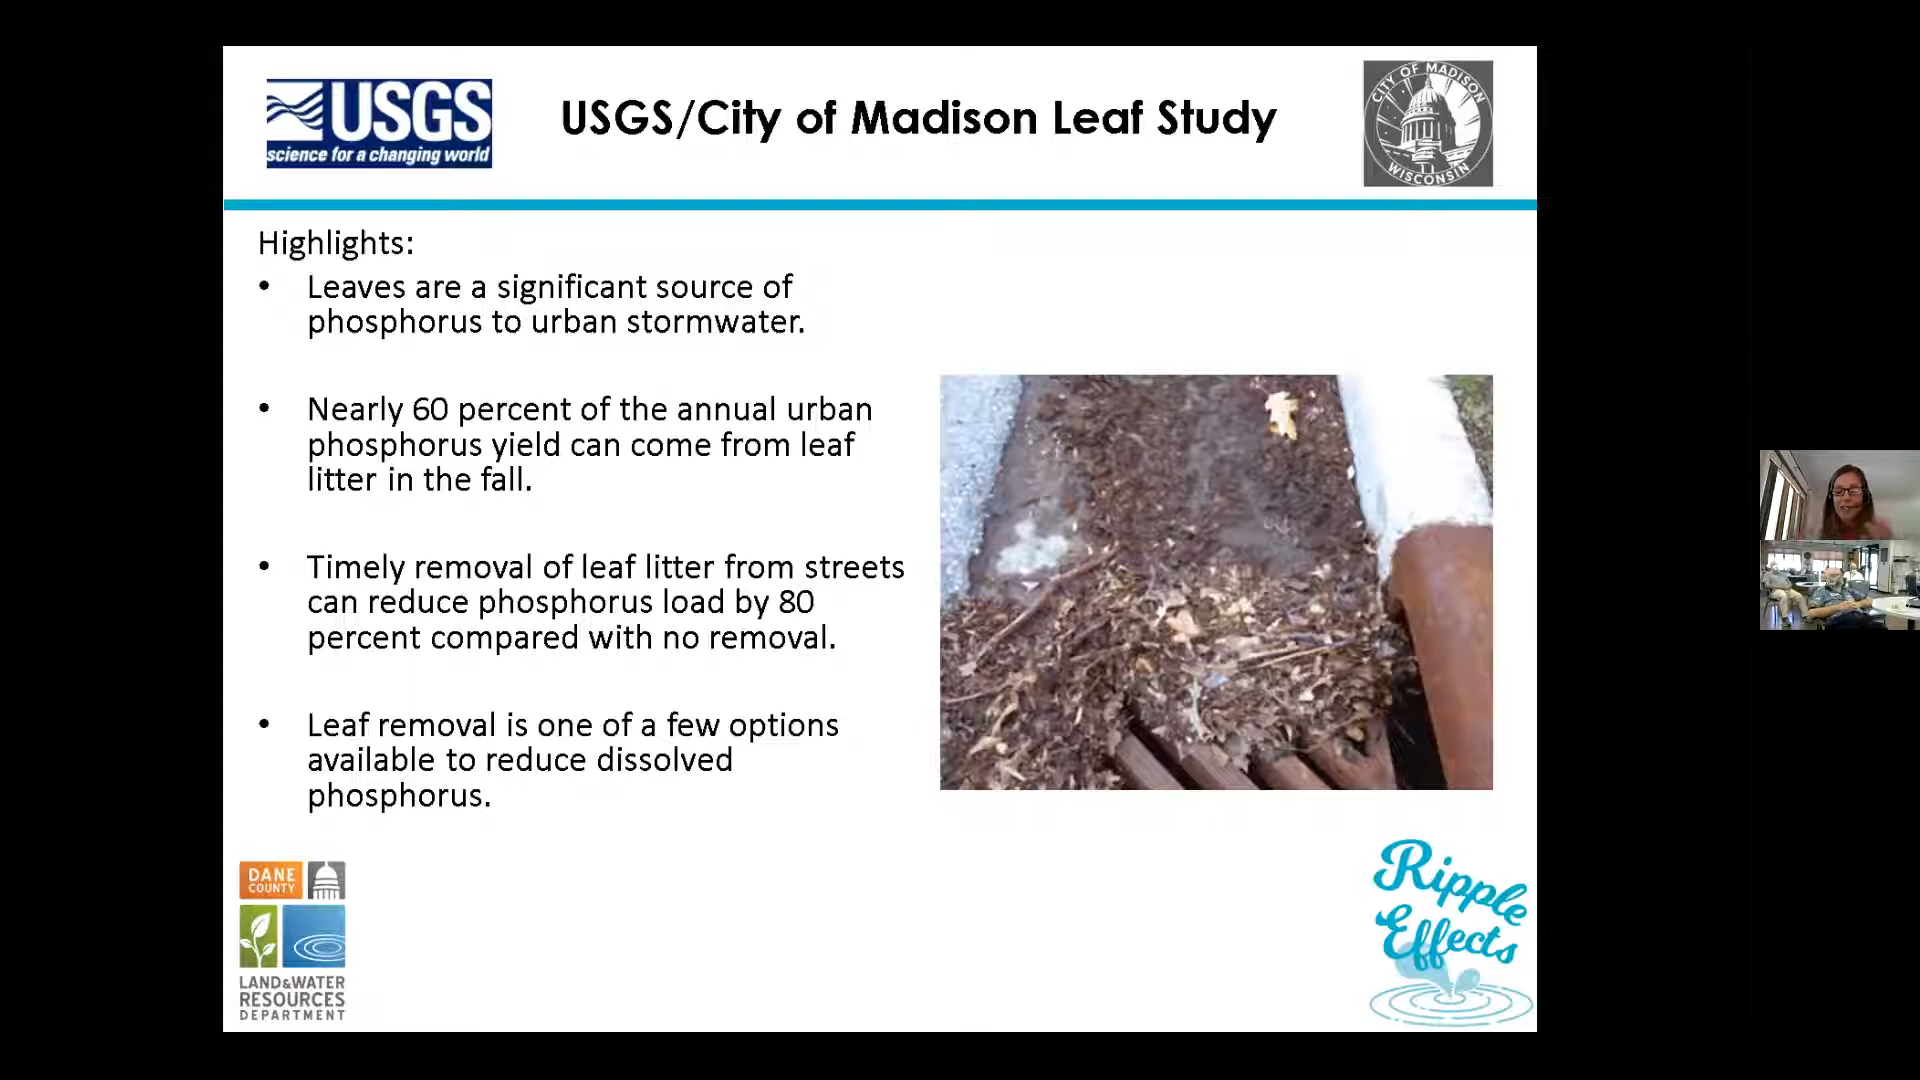 USGS
science for a changing world
USGS/City of Madison Leaf Study
CITY OF MADISON
WISCONSIN
Highlights:
• Leaves are a significant source of
phosphorus to urban stormwater.
• Nearly 60 percent of the annual urban
phosphorus yield can come from leaf
litter in the fall.
• Timely removal of leaf litter from streets
can reduce phosphorus load by 80
percent compared with no removal.
• Leaf removal is one of a few options
available to reduce dissolved
phosphorus.
DANE
COUNTY
LAND&WATER
RESOURCES
DEPARTMENT
Ripple
Effects